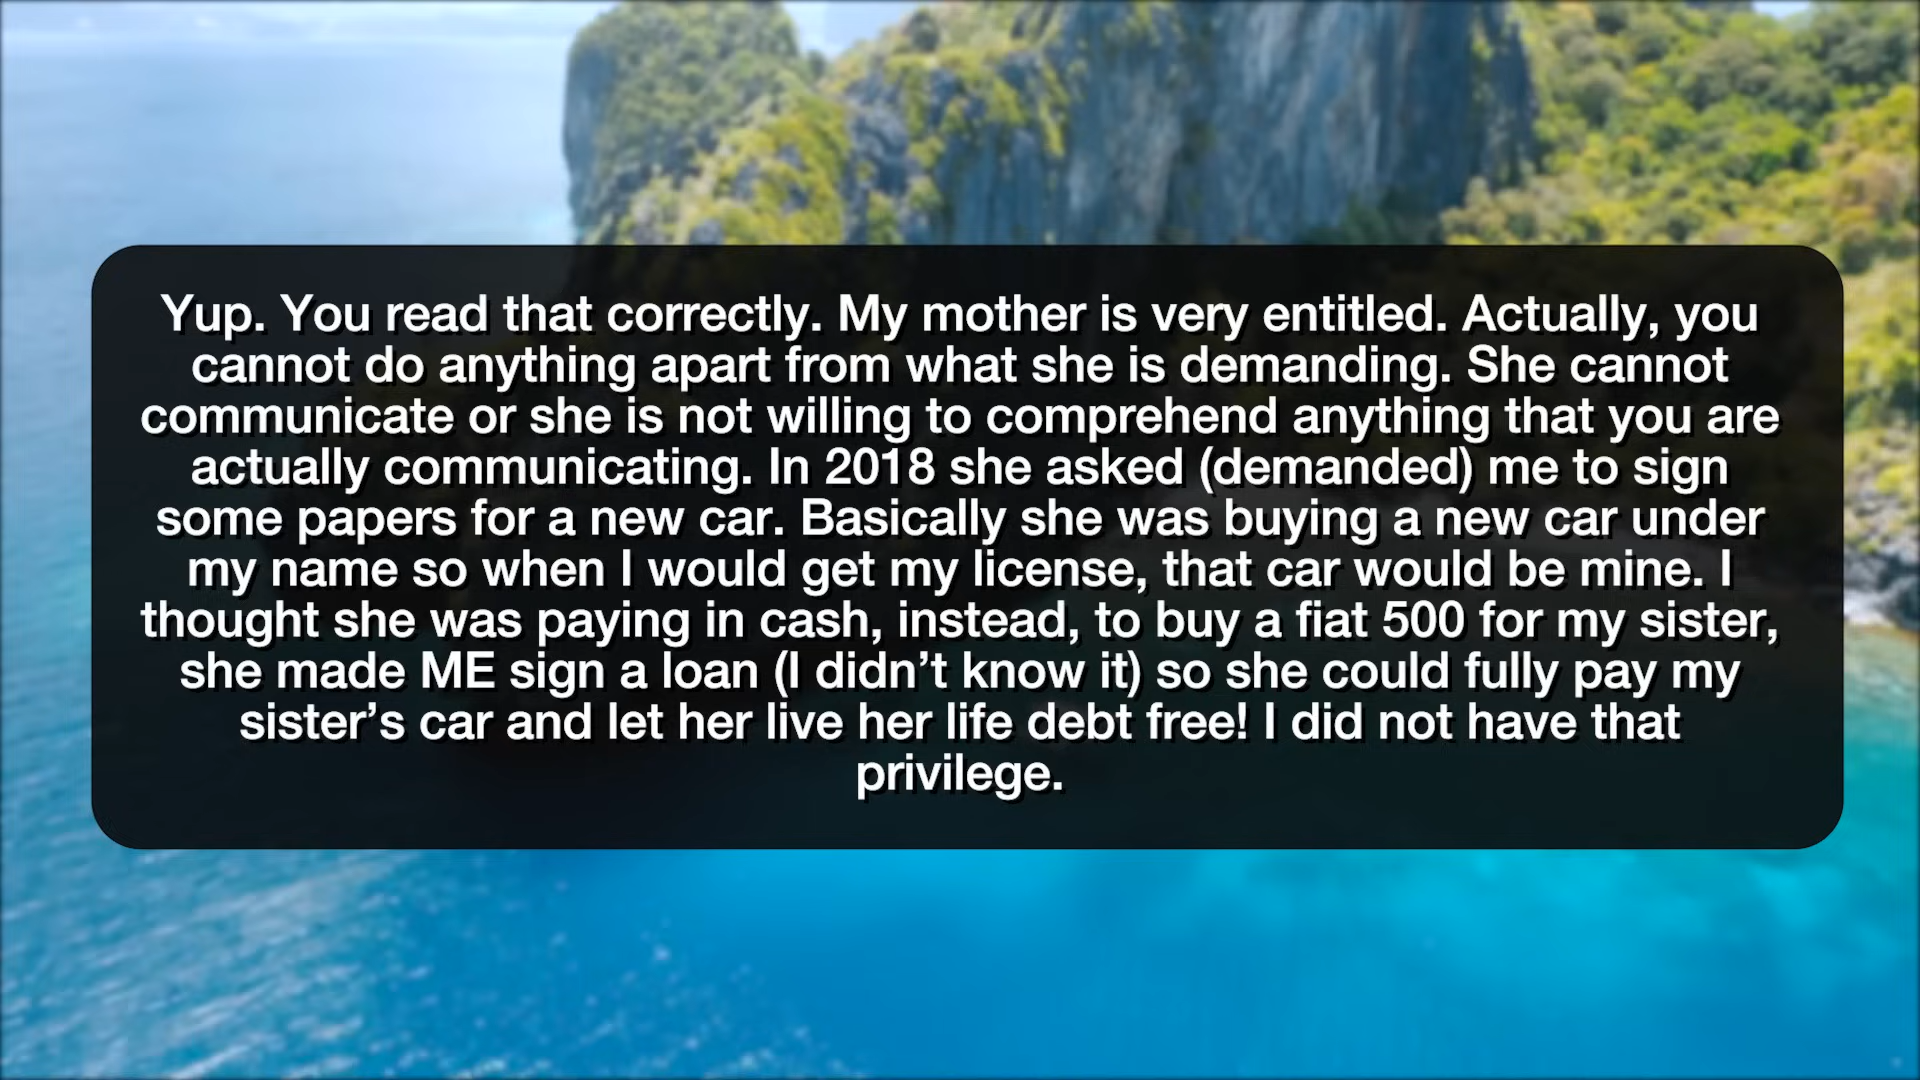 Yup. You read that correctly. My mother is very entitled. Actually, you
cannot do anything apart from what she is demanding. She cannot
communicate or she is not willing to comprehend anything that you are
actually communicating. In 2018 she asked (demanded) me to sign
some papers for a new car. Basically she was buying a new car under
my name so when I would get my license, that car would be mine. I
thought she was paying in cash, instead, to buy a fiat 500 for my sister,
she made ME sign a loan (I didn’t know it) so she could fully pay my
sister’s car and let her live her life debt free! I did not have that
privilege.